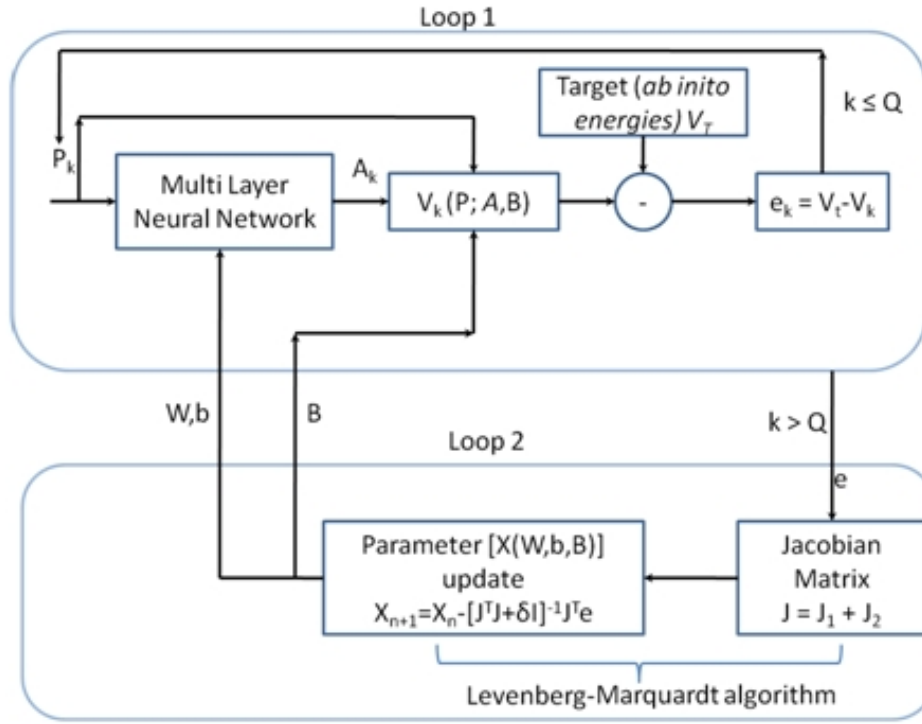 Loop 1
Target (ab inito
energies) V_T
k ≤ Q
P_k
Multi Layer
Neural Network
A_k
V_k (P; A,B)
-
e_k = V_t-V_k
W,b
B
k > Q
Loop 2
e
Parameter [X(W,b,B)]
update
X_{n+1}=X_n-[J^TJ+δI]^{-1}J^Te
Jacobian
Matrix
J = J_1 + J_2
Levenberg-Marquardt algorithm